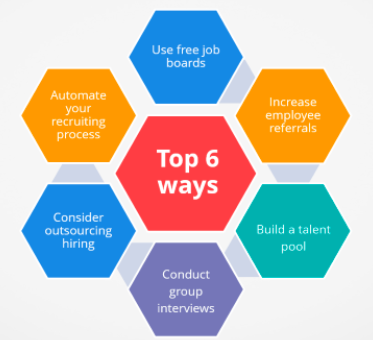 Use free job
boards
Increase
employee
referrals
Build a talent
pool
Conduct
group
interviews
Consider
outsourcing
hiring
Automate
your
recruiting
process
Top 6
ways